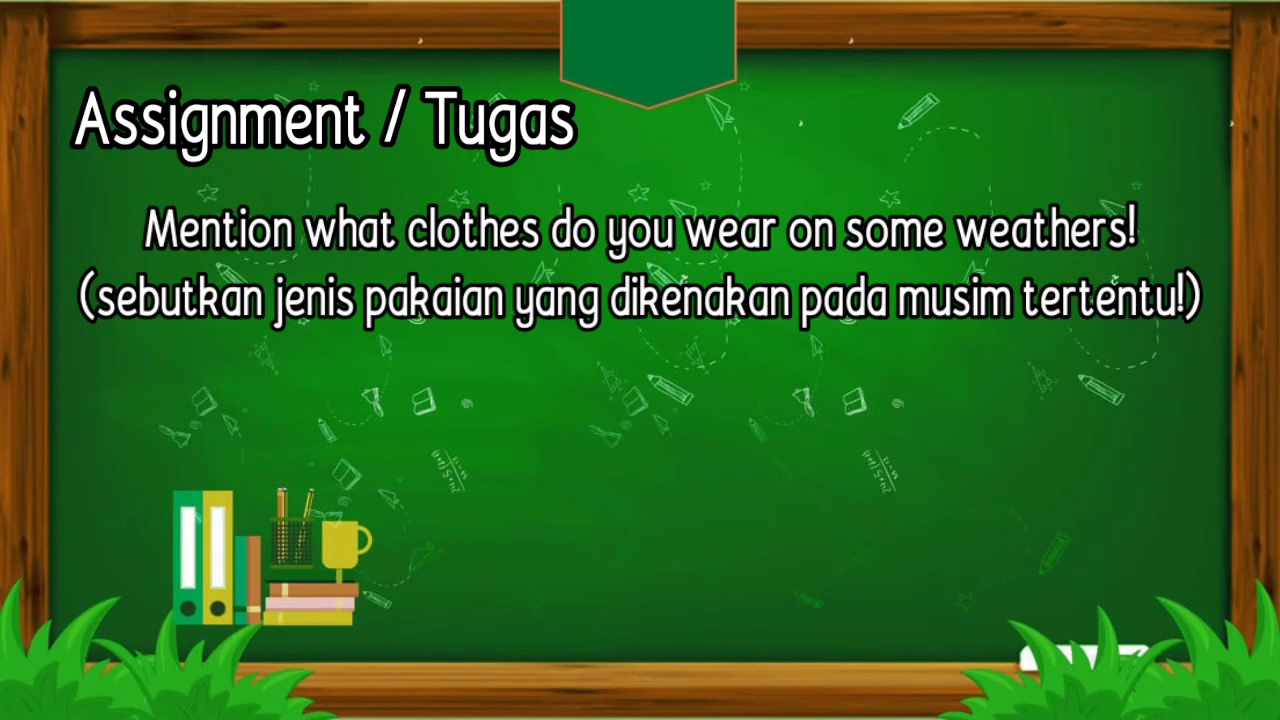 Assignment / Tugas
Mention what clothes do you wear on some weathers!
(sebutkan jenis pakaian yang dikenakan pada musim tertentu!)